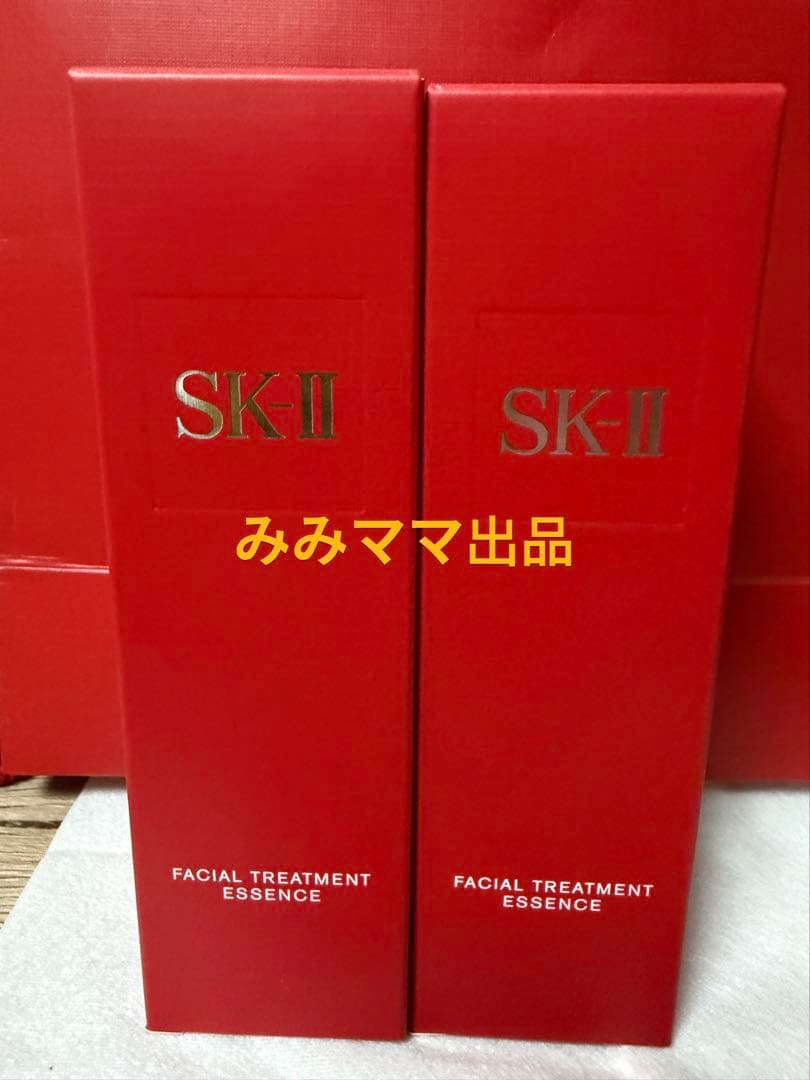 SK-II
SK-II
みみママ出品
FACIAL TREATMENT
ESSENCE
FACIAL TREATMENT
ESSENCE